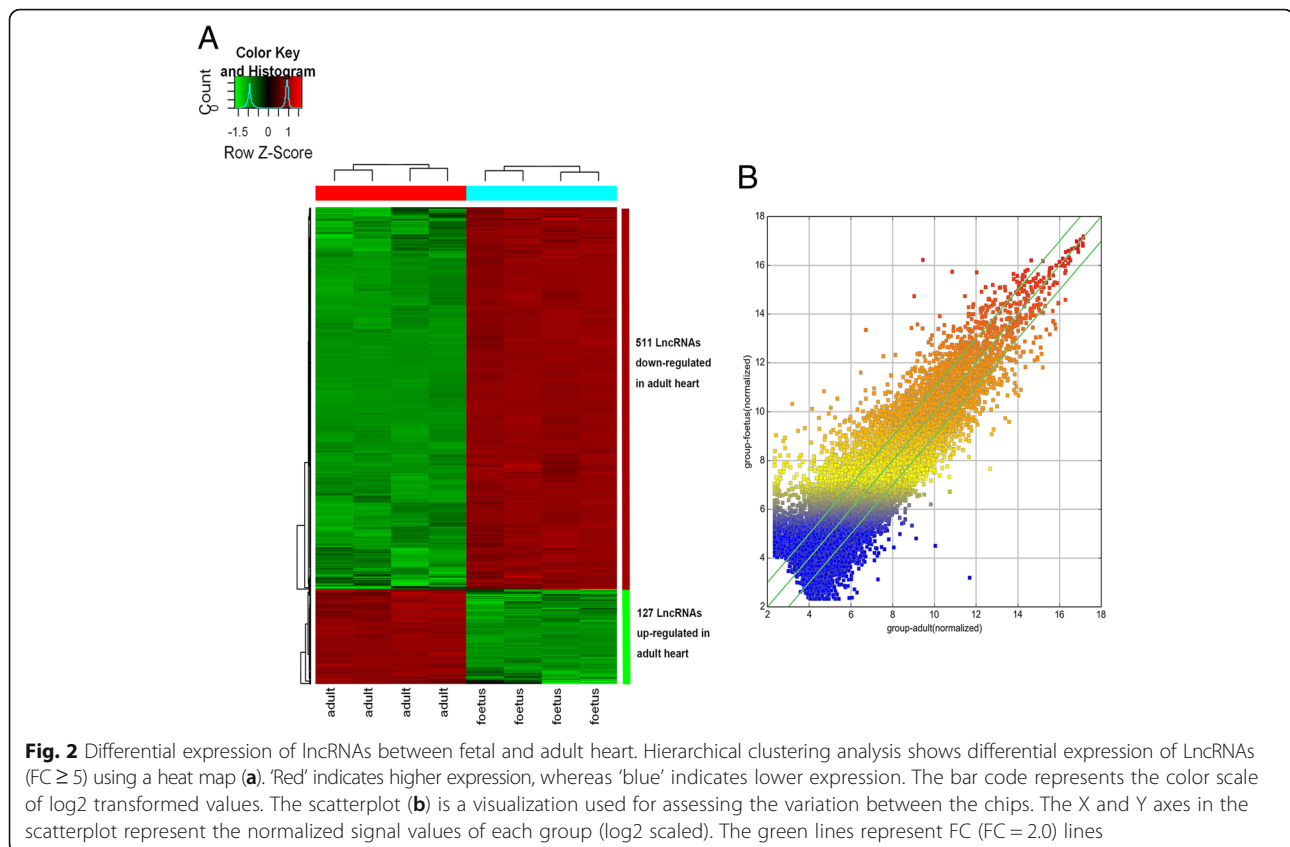 A
Color Key
and Histogram
Count
0
-1.5 0 1
Row Z-Score
511 LncRNAs
down-regulated
in adult heart
127 LncRNAs
up-regulated in
adult heart
adult adult adult adult foetus foetus foetus foetus
B
group-foetus(normalized)
18
16
14
12
10
8
6
4
2
2 4 6 8 10 12 14 16 18
group-adult(normalized)
Fig. 2 Differential expression of lncRNAs between fetal and adult heart. Hierarchical clustering analysis shows differential expression of LncRNAs
(FC ≥ 5) using a heat map (a). ‘Red’ indicates higher expression, whereas ‘blue’ indicates lower expression. The bar code represents the color scale
of log2 transformed values. The scatterplot (b) is a visualization used for assessing the variation between the chips. The X and Y axes in the
scatterplot represent the normalized signal values of each group (log2 scaled). The green lines represent FC (FC = 2.0) lines